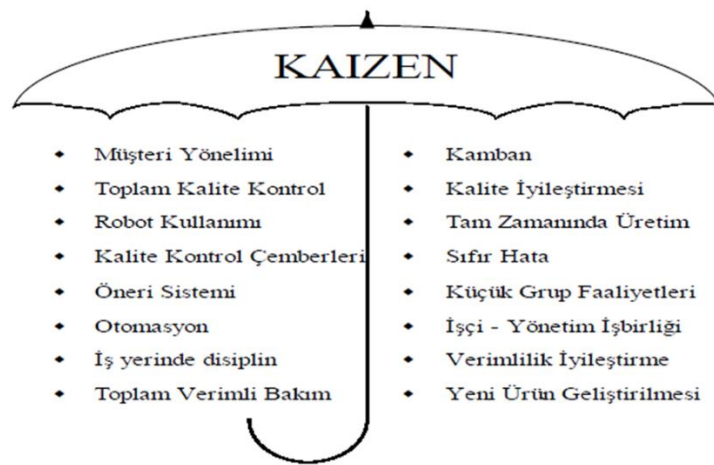 KAIZEN
Müşteri Yönelimi
Toplam Kalite Kontrol
Robot Kullanımı
Kalite Kontrol Çemberleri
Öneri Sistemi
Otomasyon
İş yerinde disiplin
Toplam Verimli Bakım
Kamban
Kalite İyileştirmesi
Tam Zamanında Üretim
Sıfır Hata
Küçük Grup Faaliyetleri
İşçi - Yönetim İşbirliği
Verimlilik İyileştirme
Yeni Ürün Geliştirilmesi